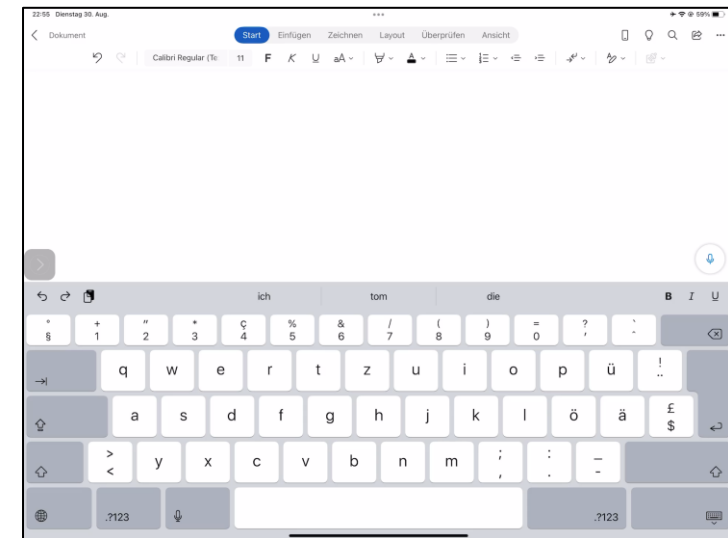 22:55 Dienstag 30. Aug. ... 59%
Dokument Start Einfügen Zeichnen Layout Überprüfen Ansicht ...
Calibri Regular (Te 11 F K U aA A
ich tom die B I U
° + " * ç % & / ( ) = ? `
§ 1 2 3 4 5 6 7 8 9 0 '
q w e r t z u i o p ü ! ..
a s d f g h j k l ö ä £ $
> < y x c v b n m ; , : . _ -
.?123 .?123